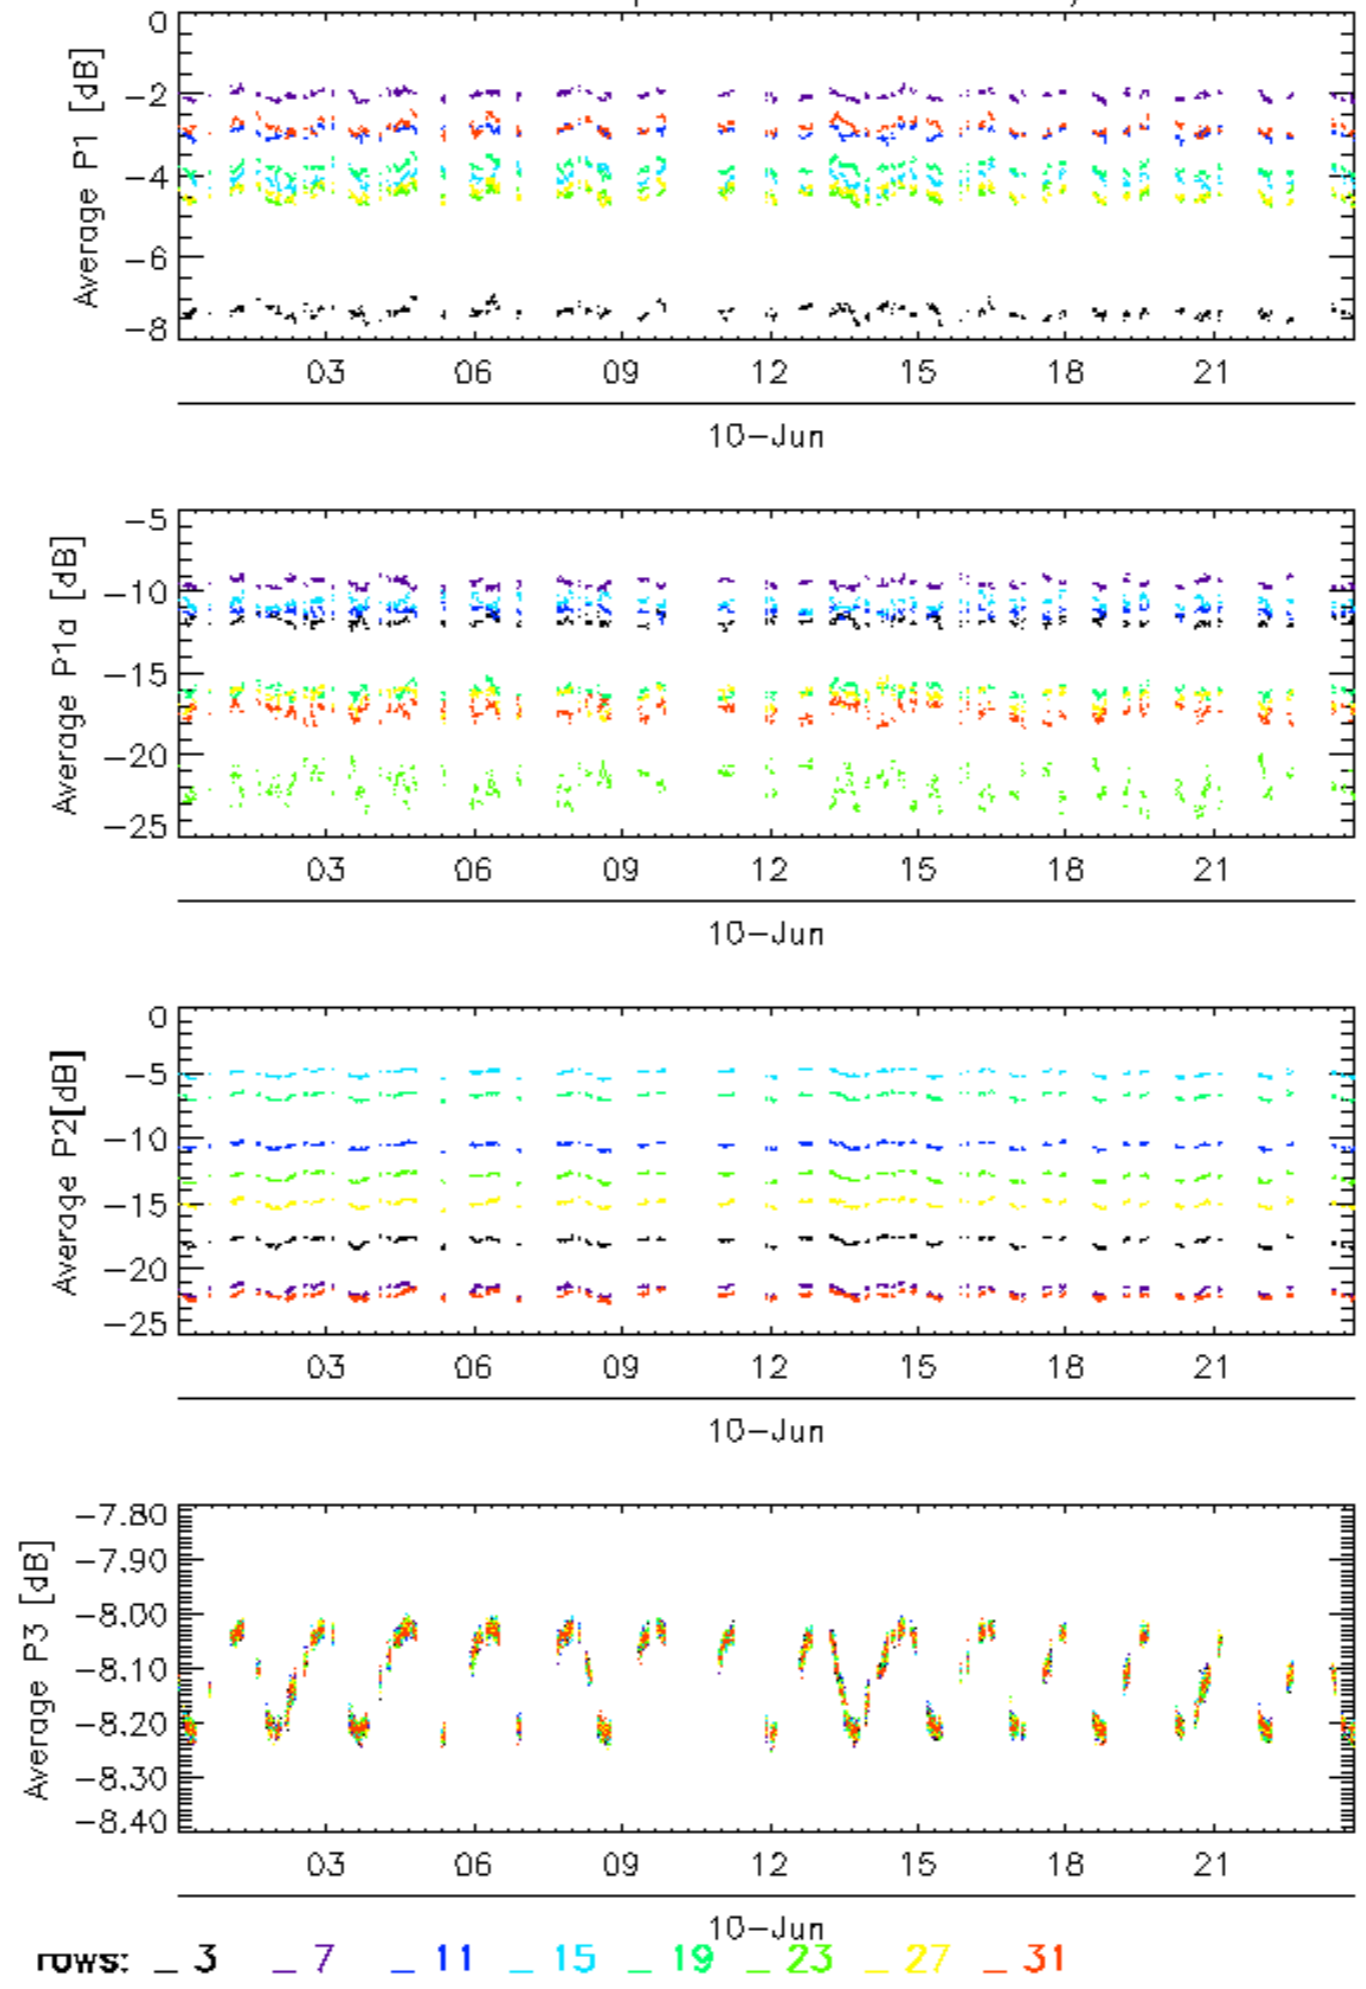 0
-2
-4
-6
-8
Average P1 [dB]
03 06 09 12 15 18 21
10-Jun
-5
-10
-15
-20
-25
Average P1a [dB]
03 06 09 12 15 18 21
10-Jun
0
-5
-10
-15
-20
-25
Average P2[dB]
03 06 09 12 15 18 21
10-Jun
-7.80
-7.90
-8.00
-8.10
-8.20
-8.30
-8.40
Average P3 [dB]
03 06 09 12 15 18 21
10-Jun
rows: _ 3 _ 7 _ 11 _ 15 _ 19 _ 23 _ 27 _ 31